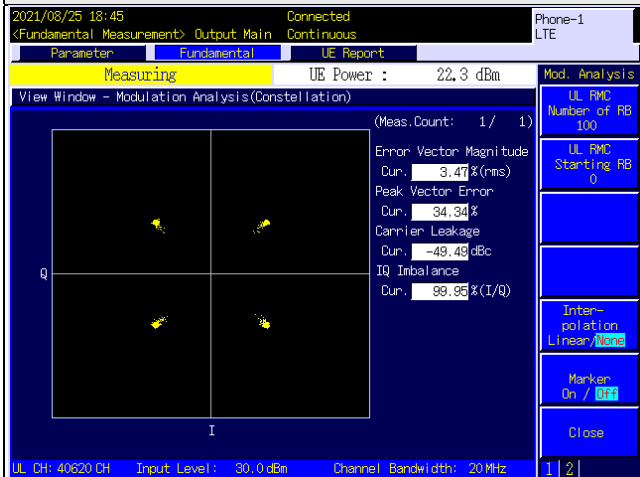 2021/08/25 18:45 Connected Phone-1
<Fundamental Measurement> Output Main Continuous LTE
Parameter Fundamental UE Report
Measuring UE Power : 22.3 dBm Mod. Analysis
View Window - Modulation Analysis(Constellation)
(Meas.Count: 1/ 1)
Error Vector Magnitude
Cur. 3.47 %(rms)
Peak Vector Error
Cur. 34.34 %
Carrier Leakage
Cur. -49.49 dBc
IQ Imbalance
Cur. 99.95 %(I/Q)
Q
I
UL RMC
Number of RB
100
UL RMC
Starting RB
0
Inter-
polation
Linear/None
Marker
On / Off
Close
UL CH: 40620 CH Input Level: 30.0 dBm Channel Bandwidth: 20 MHz 1 2